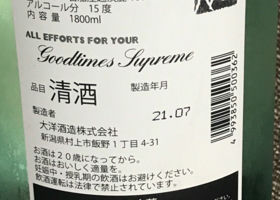 アルコール分 15度
内 容 量 1800ml
ALL EFFORTS FOR YOUR
Goodtimes Supreme
品目 清酒 製造年月
21.07
製造者
大洋酒造株式会社
新潟県村上市飯野1丁目4-31
お酒は20歳になってから。
お酒はおいしく適量を。
妊娠中・授乳期の飲酒はお避けください。
飲酒運転は法律で禁止されています。
4993850500362